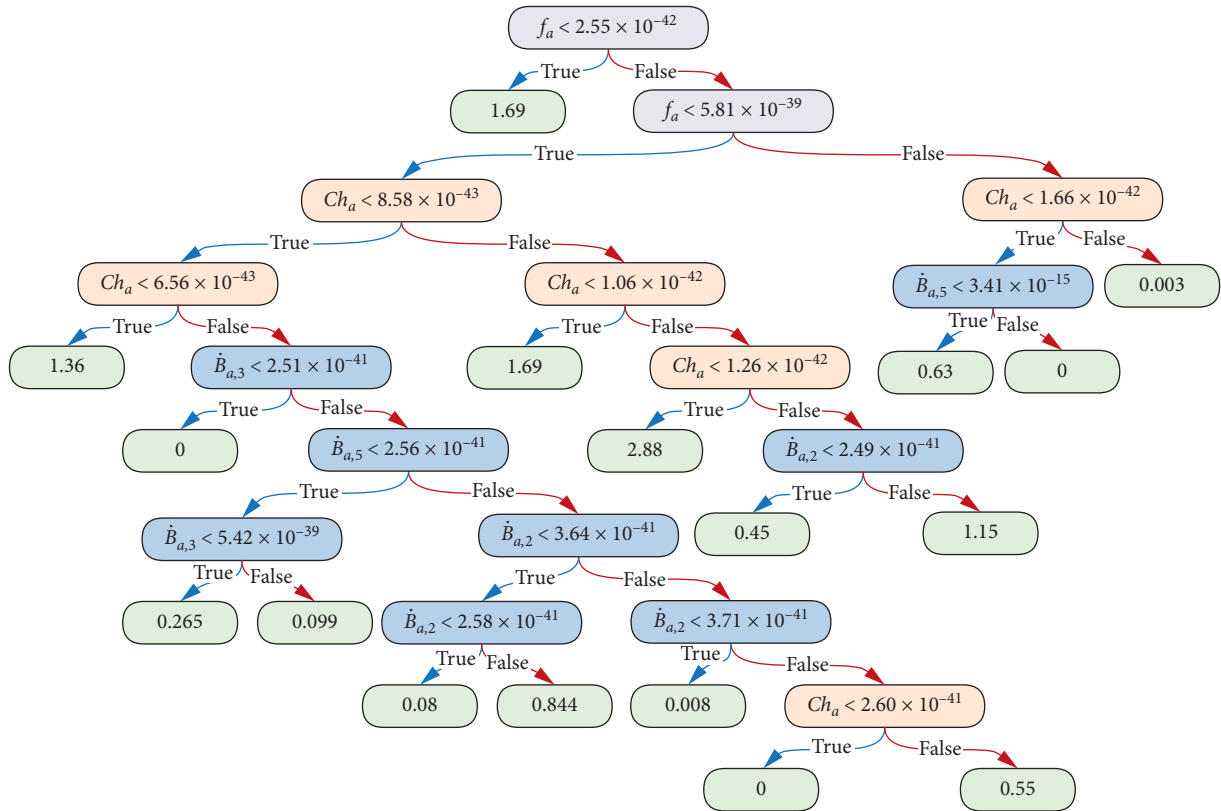 fₐ < 2.55 × 10⁻⁴²
True False
1.69 fₐ < 5.81 × 10⁻³⁹
True False
Chₐ < 8.58 × 10⁻⁴³ Chₐ < 1.66 × 10⁻⁴²
True False True False
Chₐ < 6.56 × 10⁻⁴³ Chₐ < 1.06 × 10⁻⁴² Ḃₐ,₅ < 3.41 × 10⁻¹⁵ 0.003
True False True False True False
1.36 Ḃₐ,₃ < 2.51 × 10⁻⁴¹ 1.69 Chₐ < 1.26 × 10⁻⁴² 0.63 0
True False True False
0 Ḃₐ,₅ < 2.56 × 10⁻⁴¹ 2.88 Ḃₐ,₂ < 2.49 × 10⁻⁴¹
True False True False
Ḃₐ,₃ < 5.42 × 10⁻³⁹ Ḃₐ,₂ < 3.64 × 10⁻⁴¹ 0.45 1.15
True False True False
0.265 0.099 Ḃₐ,₂ < 2.58 × 10⁻⁴¹ Ḃₐ,₂ < 3.71 × 10⁻⁴¹
True False True False
0.08 0.844 0.008 Chₐ < 2.60 × 10⁻⁴¹
True False
0 0.55